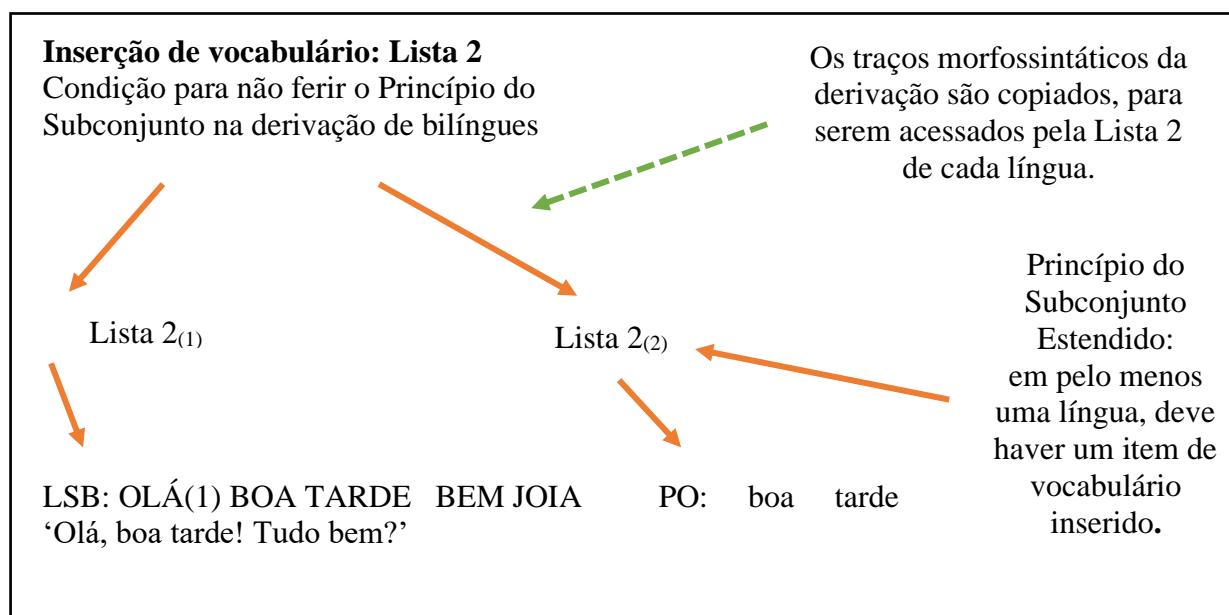 Inserção de vocabulário: Lista 2
Condição para não ferir o Princípio do
Subconjunto na derivação de bilíngues
Os traços morfossintáticos da
derivação são copiados, para
serem acessados pela Lista 2
de cada língua.
Lista 2(1)
Lista 2(2)
Princípio do
Subconjunto
Estendido:
em pelo menos
uma língua, deve
haver um item de
vocabulário
inserido.
LSB: OLÁ(1) BOA TARDE BEM JOIA PO: boa tarde
‘Olá, boa tarde! Tudo bem?’